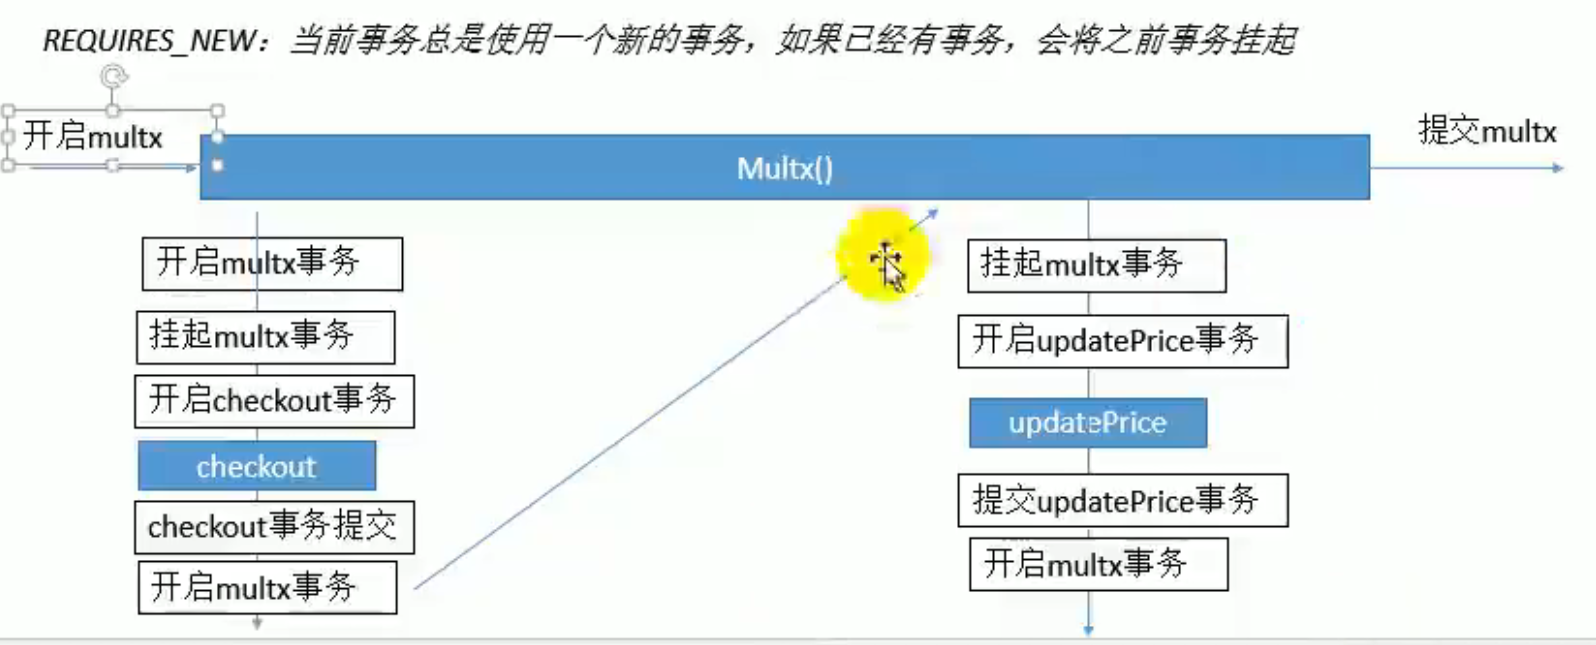 REQUIRES_NEW：当前事务总是使用一个新的事务，如果已经有事务，会将之前事务挂起
开启multx
Multx()
提交multx
开启multx事务
挂起multx事务
开启checkout事务
checkout
checkout事务提交
开启multx事务
挂起multx事务
开启updatePrice事务
updatePrice
提交updatePrice事务
开启multx事务